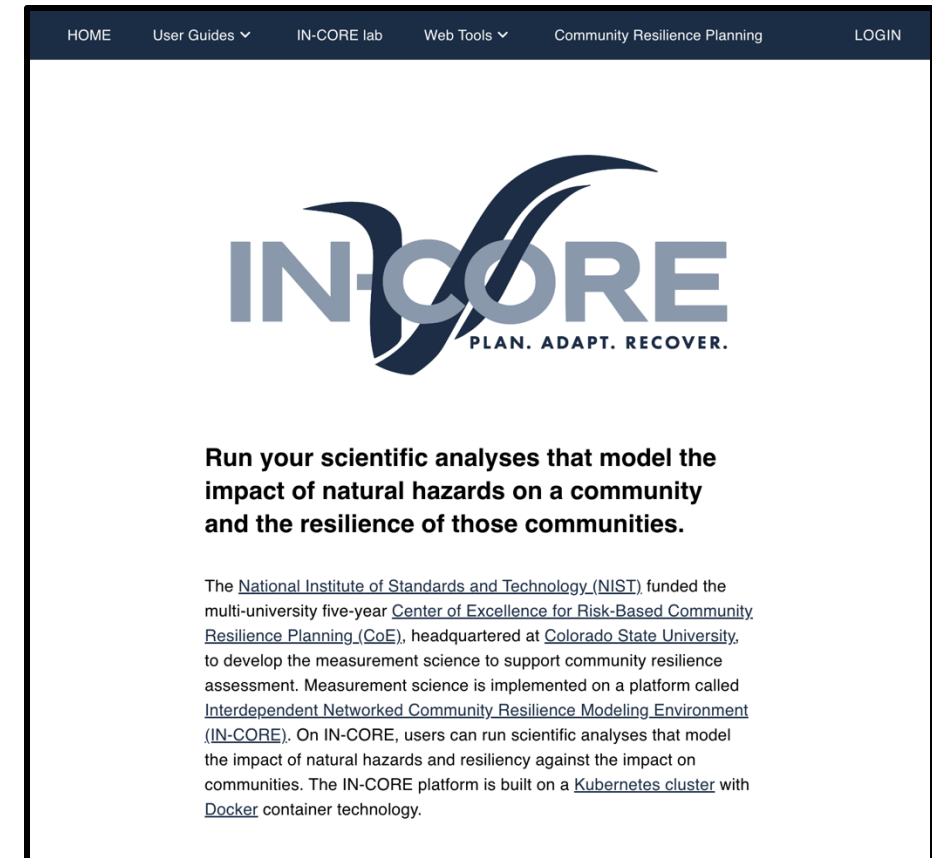 HOME User Guides IN-CORE lab Web Tools Community Resilience Planning LOGIN
IN-CORE
PLAN. ADAPT. RECOVER.
Run your scientific analyses that model the
impact of natural hazards on a community
and the resilience of those communities.
The National Institute of Standards and Technology (NIST) funded the
multi-university five-year Center of Excellence for Risk-Based Community
Resilience Planning (CoE), headquartered at Colorado State University,
to develop the measurement science to support community resilience
assessment. Measurement science is implemented on a platform called
Interdependent Networked Community Resilience Modeling Environment
(IN-CORE). On IN-CORE, users can run scientific analyses that model
the impact of natural hazards and resiliency against the impact on
communities. The IN-CORE platform is built on a Kubernetes cluster with
Docker container technology.